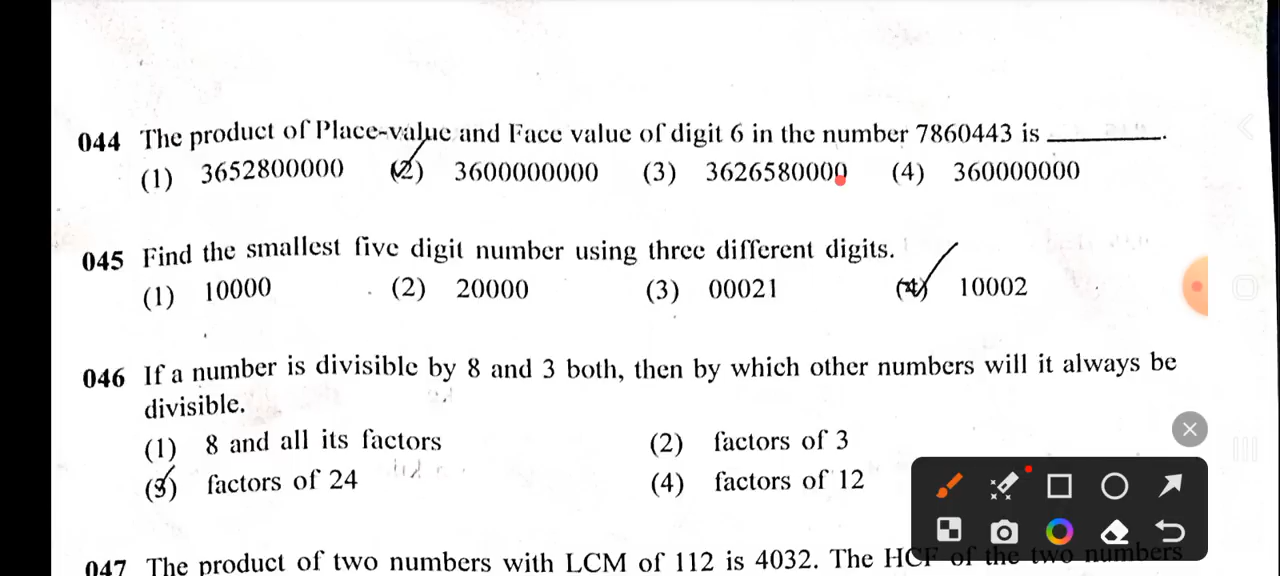 044 The product of Place-value and Face value of digit 6 in the number 7860443 is ________.
(1) 3652800000 (2) 3600000000 (3) 3626580000 (4) 360000000
045 Find the smallest five digit number using three different digits.
(1) 10000 (2) 20000 (3) 00021 (4) 10002
046 If a number is divisible by 8 and 3 both, then by which other numbers will it always be
divisible.
(1) 8 and all its factors (2) factors of 3
(3) factors of 24 (4) factors of 12
047 The product of two numbers with LCM of 112 is 4032. The HCF of the two numbers